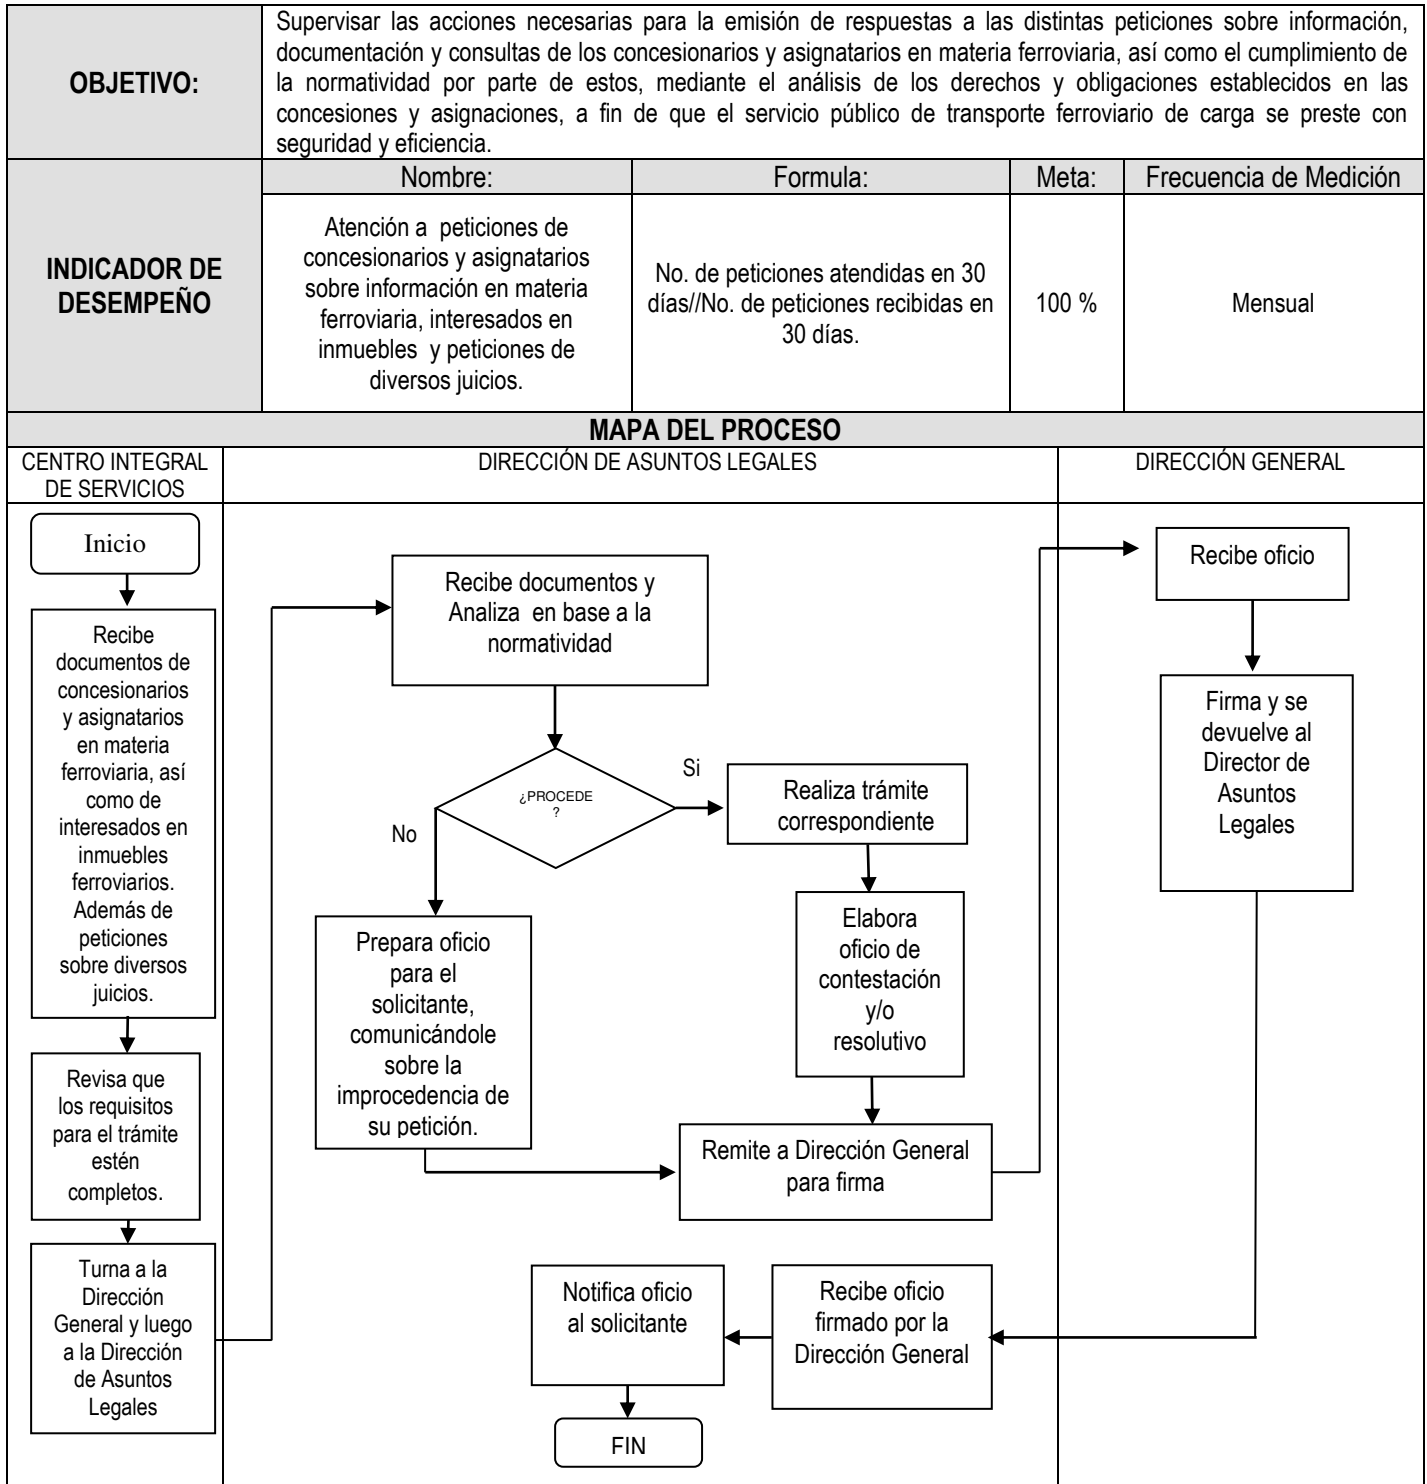 OBJETIVO:
Supervisar las acciones necesarias para la emisión de respuestas a las distintas peticiones sobre información,
documentación y consultas de los concesionarios y asignatarios en materia ferroviaria, así como el cumplimiento de
la normatividad por parte de estos, mediante el análisis de los derechos y obligaciones establecidos en las
concesiones y asignaciones, a fin de que el servicio público de transporte ferroviario de carga se preste con
seguridad y eficiencia.
INDICADOR DE
DESEMPEÑO
Nombre:
Formula:
Meta:
Frecuencia de Medición
Atención a peticiones de
concesionarios y asignatarios
sobre información en materia
ferroviaria, interesados en
inmuebles y peticiones de
diversos juicios.
No. de peticiones atendidas en 30
días//No. de peticiones recibidas en
30 días.
100 %
Mensual
MAPA DEL PROCESO
CENTRO INTEGRAL
DE SERVICIOS
DIRECCIÓN DE ASUNTOS LEGALES
DIRECCIÓN GENERAL
Inicio
Recibe
documentos de
concesionarios
y asignatarios
en materia
ferroviaria, así
como de
interesados en
inmuebles
ferroviarios.
Además de
peticiones
sobre diversos
juicios.
Revisa que
los requisitos
para el trámite
estén
completos.
Turna a la
Dirección
General y luego
a la Dirección
de Asuntos
Legales
Recibe documentos y
Analiza en base a la
normatividad
¿PROCEDE
?
Si
No
Realiza trámite
correspondiente
Prepara oficio
para el
solicitante,
comunicándole
sobre la
improcedencia de
su petición.
Elabora
oficio de
contestación
y/o
resolutivo
Remite a Dirección General
para firma
Recibe oficio
Firma y se
devuelve al
Director de
Asuntos
Legales
Recibe oficio
firmado por la
Dirección General
Notifica oficio
al solicitante
FIN